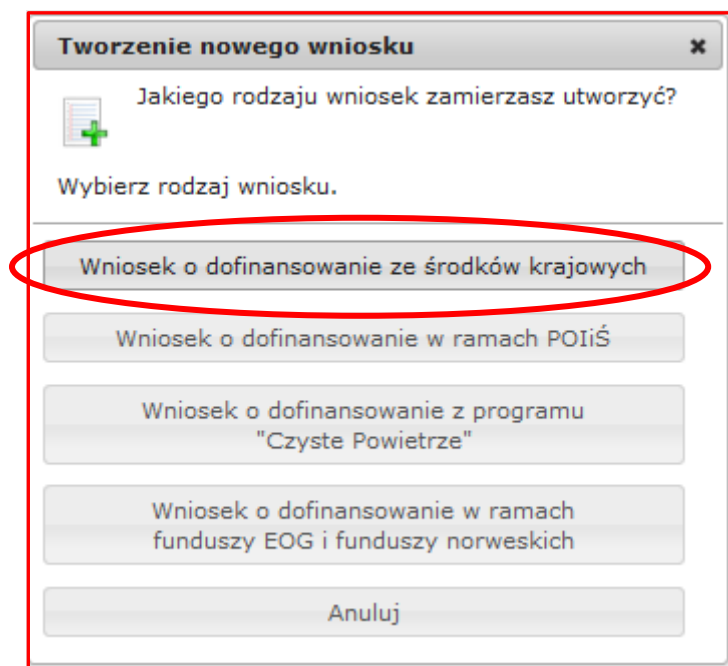 Tworzenie nowego wniosku
Jakiego rodzaju wniosek zamierzasz utworzyć?
Wybierz rodzaj wniosku.
Wniosek o dofinansowanie ze środków krajowych
Wniosek o dofinansowanie w ramach POIiŚ
Wniosek o dofinansowanie z programu
"Czyste Powietrze"
Wniosek o dofinansowanie w ramach
funduszy EOG i funduszy norweskich
Anuluj